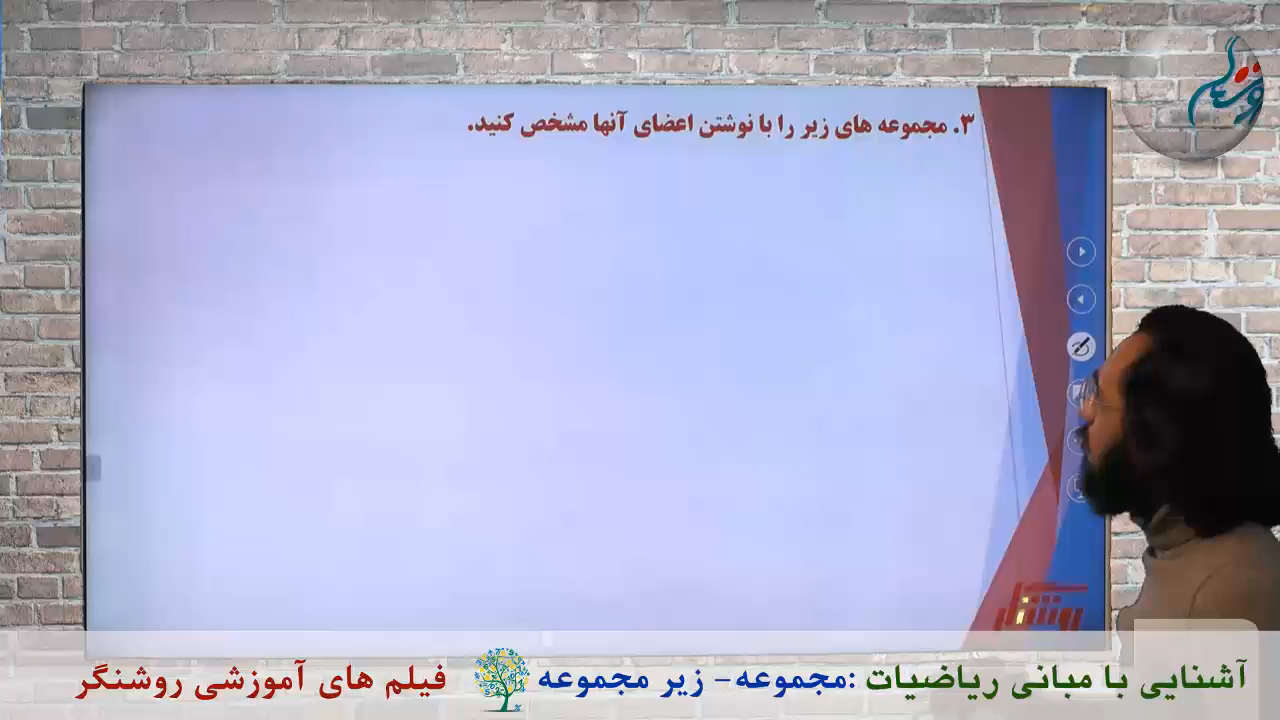 ۳. مجموعه های زیر را با نوشتن اعضای آنها مشخص کنید.
روشنگر
آشنایی با مبانی ریاضیات :مجموعه- زیر مجموعه
فیلم های آموزشی روشنگر